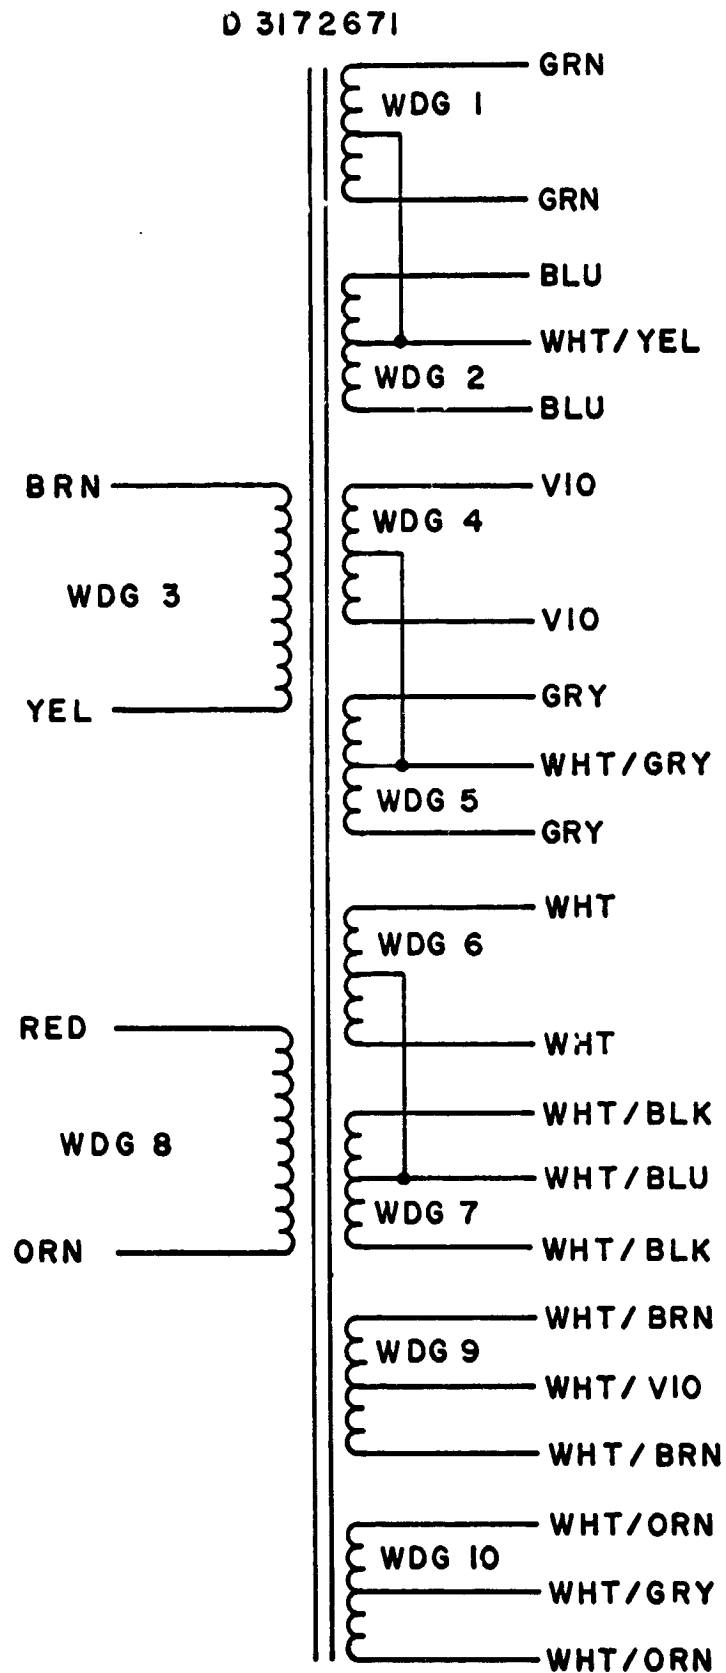 D 3172671
GRN
WDG 1
GRN
BLU
WHT/YEL
WDG 2
BLU
BRN
VIO
WDG 4
WDG 3
VIO
YEL
GRY
WHT/GRY
WDG 5
GRY
WHT
WDG 6
RED
WHT
WHT/BLK
WDG 8
WHT/BLU
WDG 7
ORN
WHT/BLK
WHT/BRN
WDG 9
WHT/VIO
WHT/BRN
WHT/ORN
WDG 10
WHT/GRY
WHT/ORN